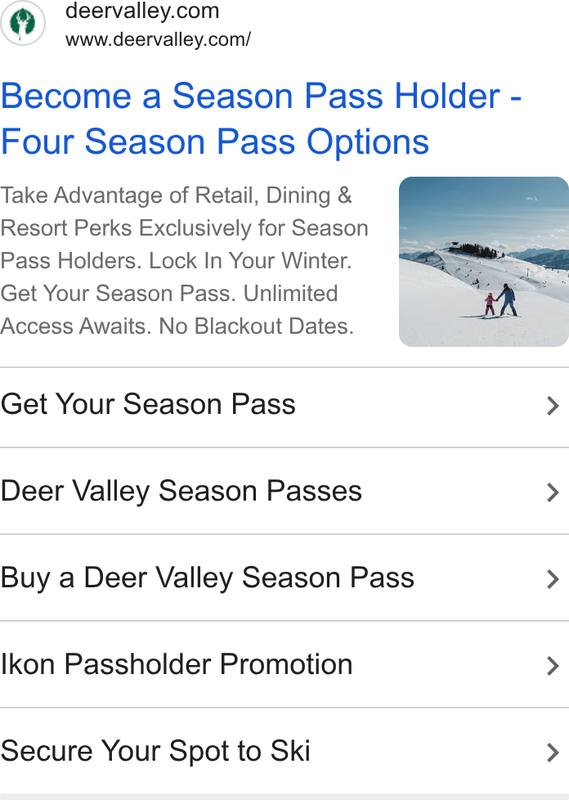 deervalley.com
www.deervalley.com/
Become a Season Pass Holder -
Four Season Pass Options
Take Advantage of Retail, Dining &
Resort Perks Exclusively for Season
Pass Holders. Lock In Your Winter.
Get Your Season Pass. Unlimited
Access Awaits. No Blackout Dates.
Get Your Season Pass
Deer Valley Season Passes
Buy a Deer Valley Season Pass
Ikon Passholder Promotion
Secure Your Spot to Ski